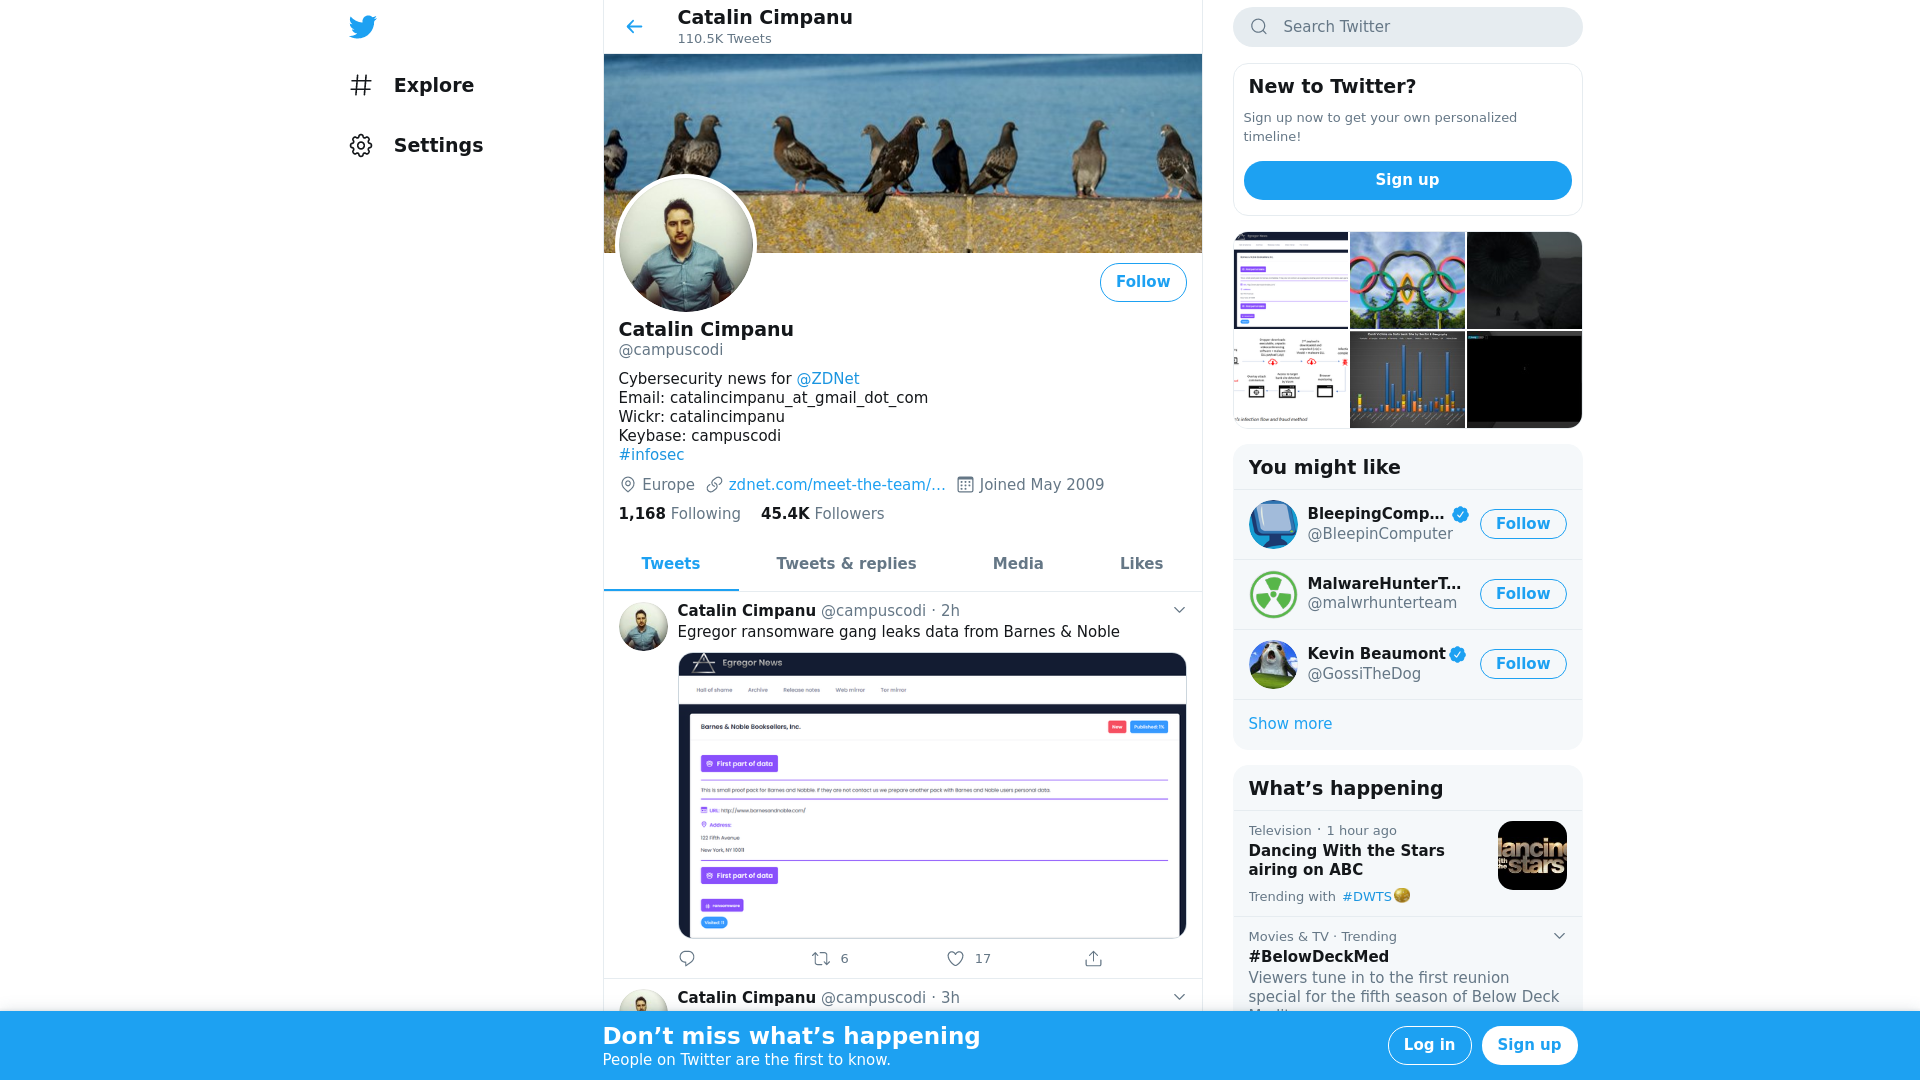 Explore
Settings
Catalin Cimpanu
110.5K Tweets
Follow
Catalin Cimpanu
@campuscodi
Cybersecurity news for @ZDNet
Email: catalincimpanu_at_gmail_dot_com
Wickr: catalincimpanu
Keybase: campuscodi
#infosec
Europe zdnet.com/meet-the-team/… Joined May 2009
1,168 Following 45.4K Followers
Tweets Tweets & replies Media Likes
Catalin Cimpanu @campuscodi · 2h
Egregor ransomware gang leaks data from Barnes & Noble
Egregor News
Hall of shame Archive Release notes Web mirror Tor mirror
Barnes & Noble Booksellers, Inc. New Published: 1%
First part of data
This is small proof pack for Barnes and Nobble. If they are not contact us we prepare another pack with Barnes and Noble users personal data.
URL: http://www.barnesandnoble.com/
Address:
122 Fifth Avenue
New York, NY 10011
First part of data
6 17
Catalin Cimpanu @campuscodi · 3h
Search Twitter
New to Twitter?
Sign up now to get your own personalized
timeline!
Sign up
Egregor News
You might like
BleepingComp…
@BleepinComputer
Follow
MalwareHunterT…
@malwrhunterteam
Follow
Kevin Beaumont
@GossiTheDog
Follow
Show more
What’s happening
Television · 1 hour ago
Dancing With the Stars
airing on ABC
Trending with #DWTS
dancing
with the stars
Movies & TV · Trending
#BelowDeckMed
Viewers tune in to the first reunion
special for the fifth season of Below Deck
Don’t miss what’s happening
People on Twitter are the first to know.
Log in
Sign up